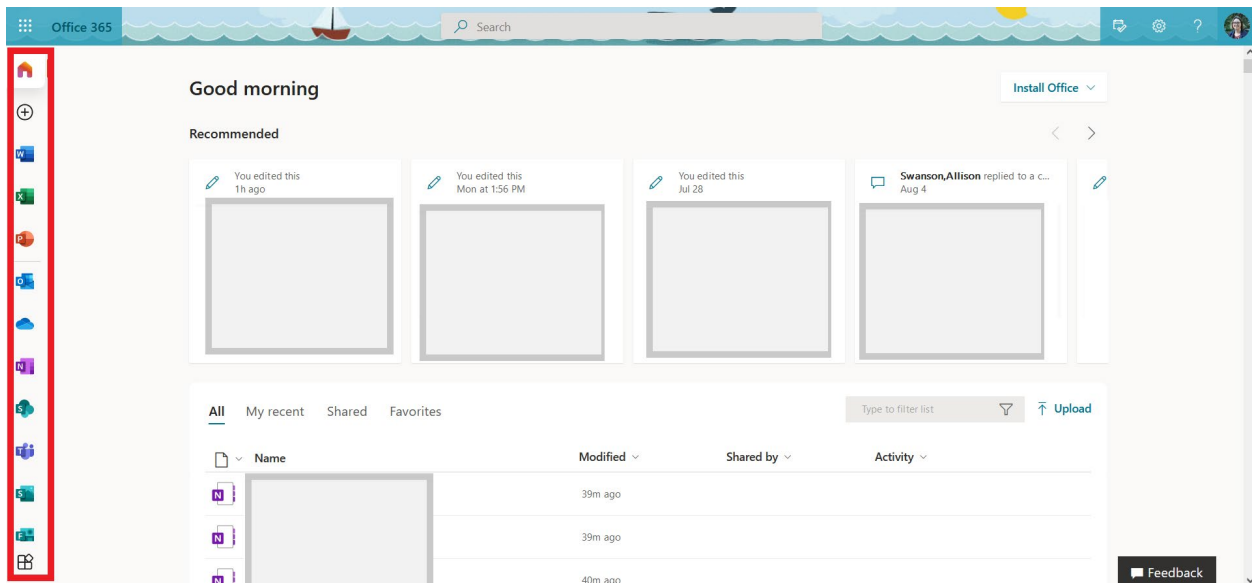 Office 365
Search
?
Good morning
Install Office
Recommended
You edited this
1h ago
You edited this
Mon at 1:56 PM
You edited this
Jul 28
Swanson,Allison replied to a c...
Aug 4
W
X
P
O
N
S
T
S
F
All My recent Shared Favorites
Type to filter list
Upload
Name Modified Shared by Activity
N 39m ago
N 39m ago
N 40m ago
Feedback